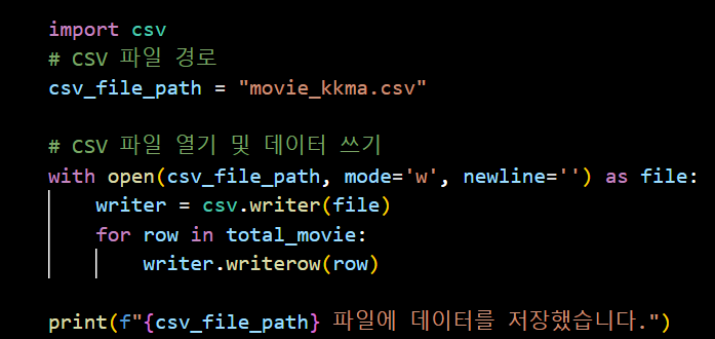 import csv
# CSV 파일 경로
csv_file_path = "movie_kkma.csv"
# CSV 파일 열기 및 데이터 쓰기
with open(csv_file_path, mode='w', newline='') as file:
writer = csv.writer(file)
for row in total_movie:
writer.writerow(row)
print(f"{csv_file_path} 파일에 데이터를 저장했습니다.")